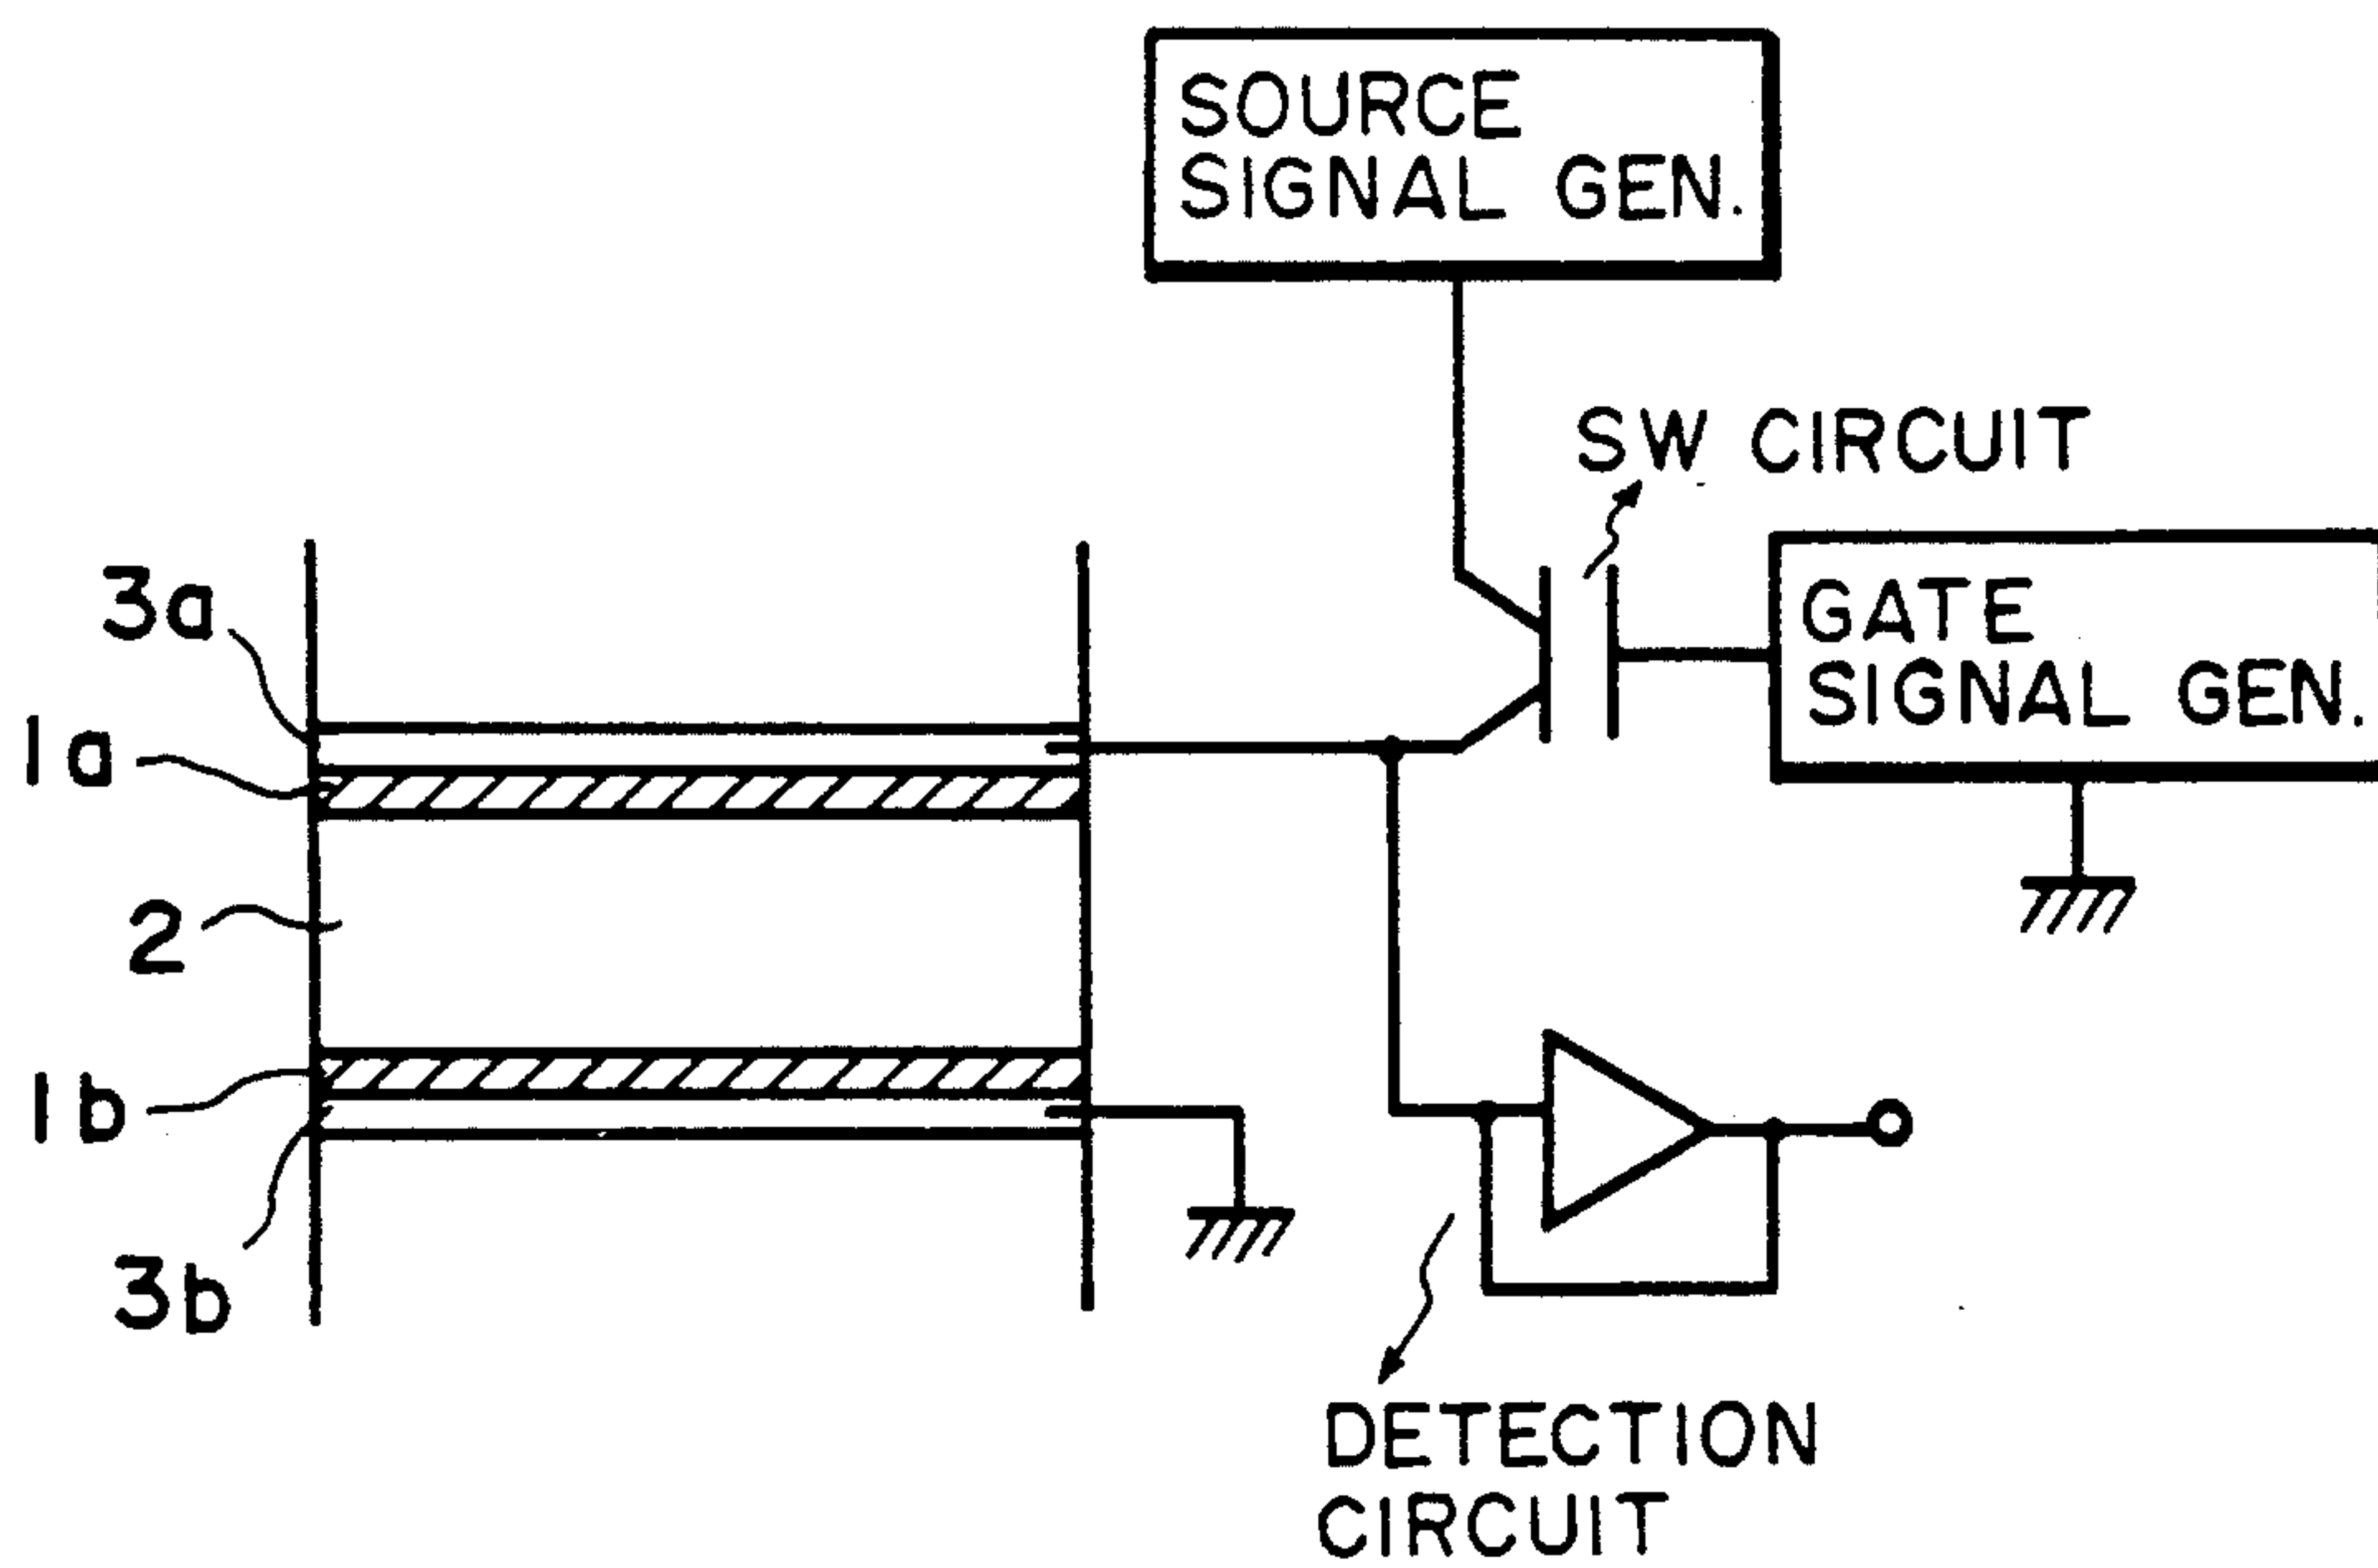 SOURCE
SIGNAL GEN.
SW CIRCUIT
GATE
SIGNAL GEN.
3a
1a
2
1b
3b
DETECTION
CIRCUIT